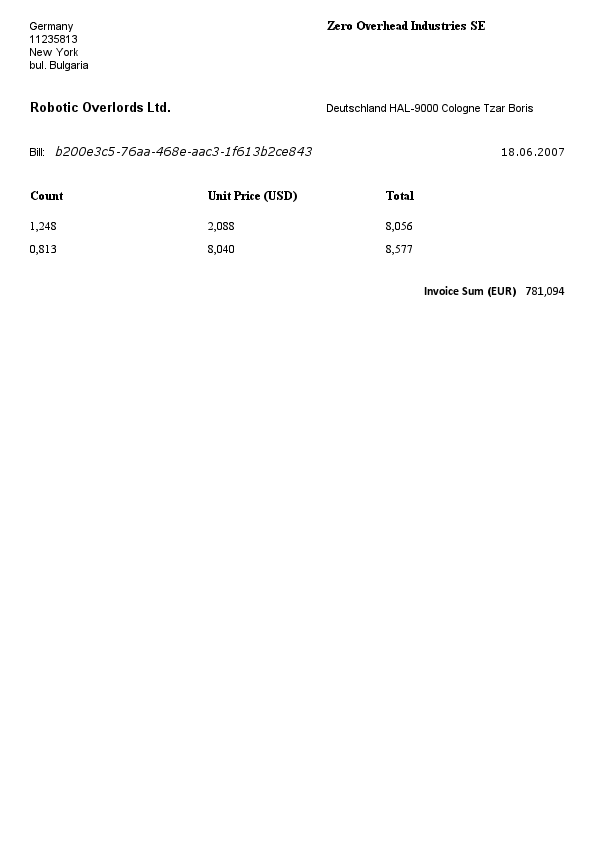 Germany
11235813
New York
bul. Bulgaria
Zero Overhead Industries SE
Robotic Overlords Ltd.
Deutschland HAL-9000 Cologne Tzar Boris
Bill: b200e3c5-76aa-468e-aac3-1f613b2ce843 18.06.2007
Count Unit Price (USD) Total
1,248 2,088 8,056
0,813 8,040 8,577
Invoice Sum (EUR) 781,094